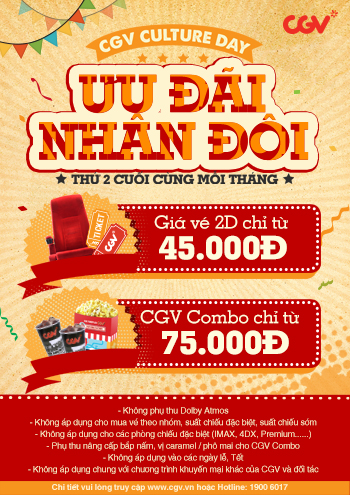 CGV*
CGV CULTURE DAY
ƯU ĐÃI
NHÂN ĐÔI
★ THỨ 2 CUỐI CÙNG MỖI THÁNG ★
TICKET
CGV
Giá vé 2D chỉ từ
45.000Đ
CGV
CGV
CGV Combo chỉ từ
75.000Đ
- Không phụ thu Dolby Atmos
- Không áp dụng cho mua vé theo nhóm, suất chiếu đặc biệt, suất chiếu sớm
- Không áp dụng cho các phòng chiếu đặc biệt (IMAX, 4DX, Premium......)
- Phụ thu nâng cấp bắp nấm, vị caramel / phô mai cho CGV Combo
- Không áp dụng vào các ngày lễ, Tết
- Không áp dụng chung với chương trình khuyến mại khác của CGV và đối tác
Chi tiết vui lòng truy cập www.cgv.vn hoặc Hotline: 1900 6017